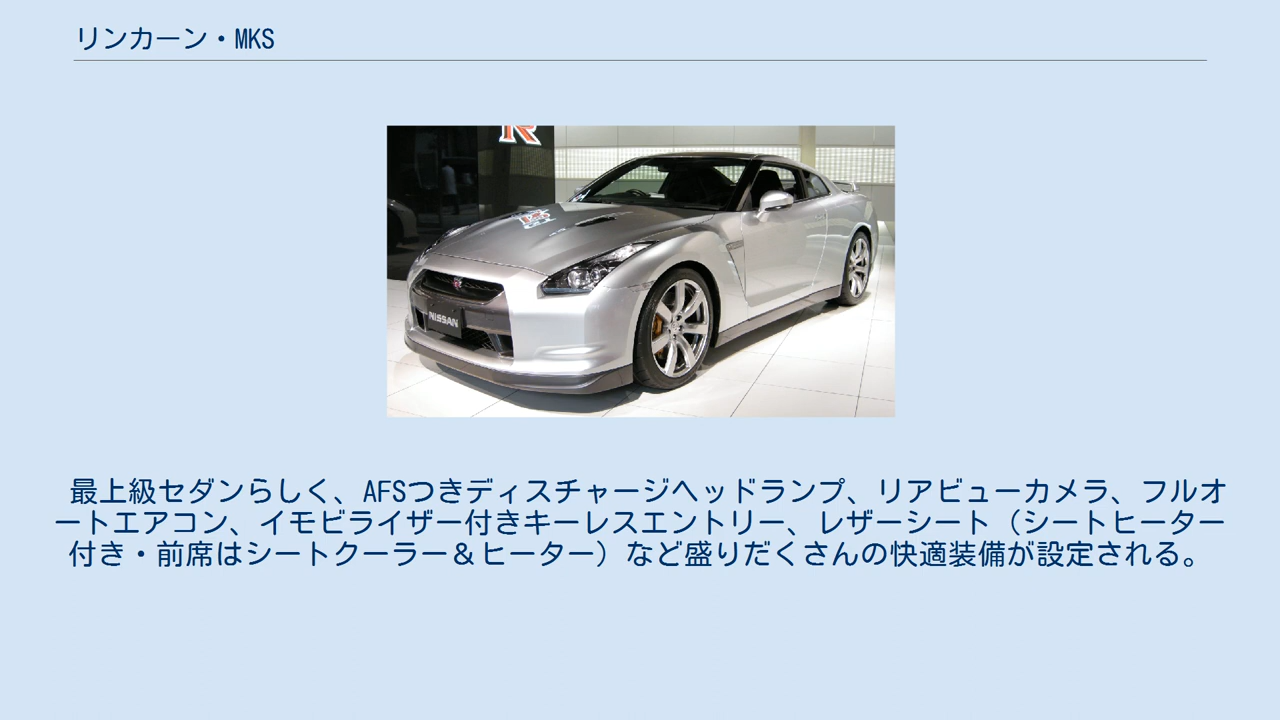 リンカーン・MKS
R
NISSAN
最上級セダンらしく、AFSつきディスチャージヘッドランプ、リアビューカメラ、フルオ
ートエアコン、イモビライザー付きキーレスエントリー、レザーシート（シートヒーター
付き・前席はシートクーラー＆ヒーター）など盛りだくさんの快適装備が設定される。